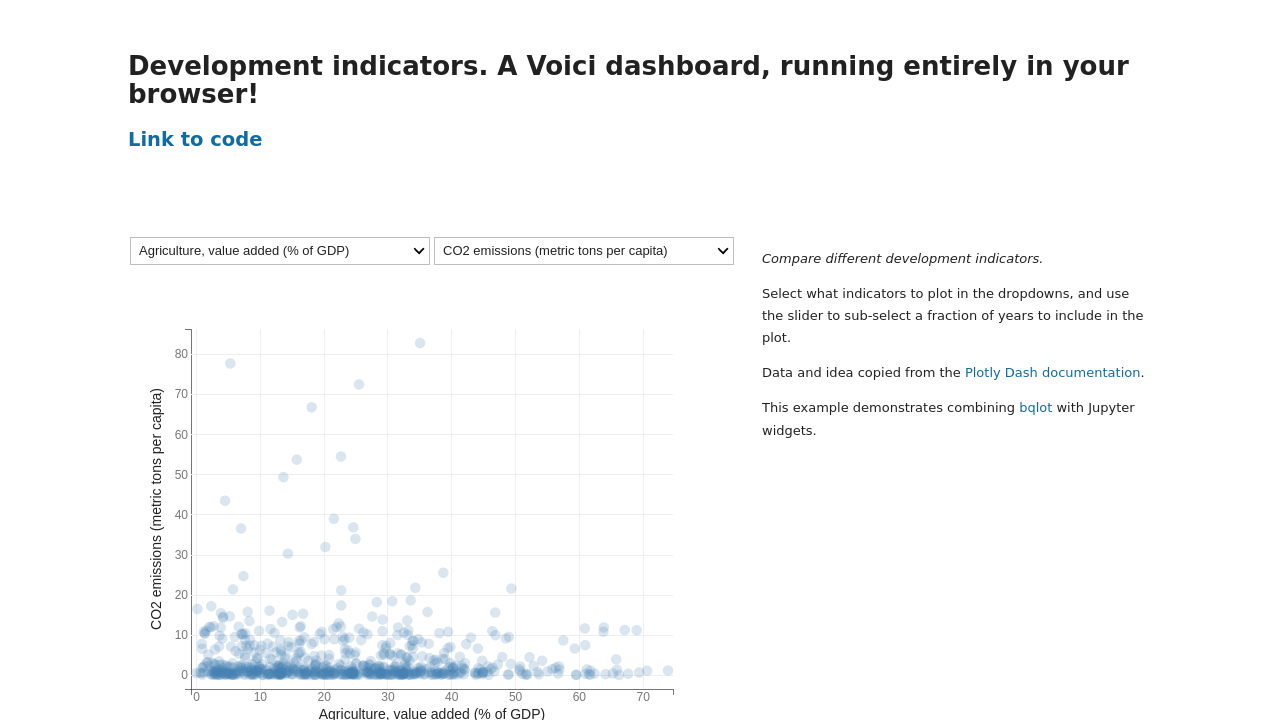 Development indicators. A Voici dashboard, running entirely in your
browser!
Link to code
Agriculture, value added (% of GDP)
CO2 emissions (metric tons per capita)
Compare different development indicators.
Select what indicators to plot in the dropdowns, and use
the slider to sub-select a fraction of years to include in the
plot.
Data and idea copied from the Plotly Dash documentation.
This example demonstrates combining bqlot with Jupyter
widgets.
CO2 emissions (metric tons per capita)
80
70
60
50
40
30
20
10
0
0 10 20 30 40 50 60 70
Agriculture, value added (% of GDP)